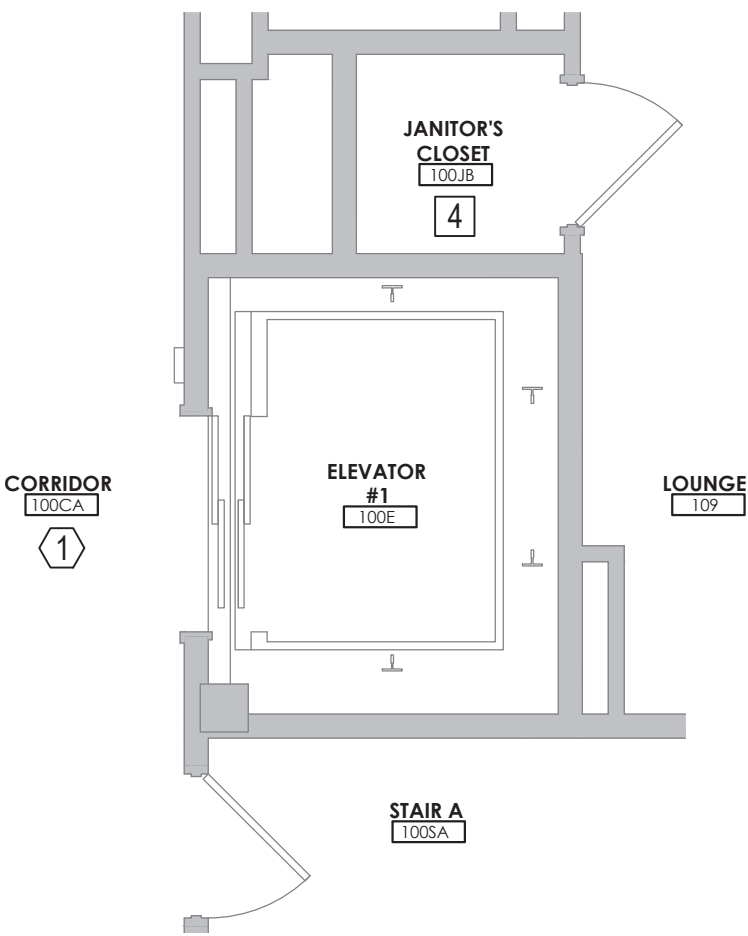 JANITOR'S
CLOSET
100JB
4
CORRIDOR
100CA
1
ELEVATOR
#1
100E
LOUNGE
109
STAIR A
100SA